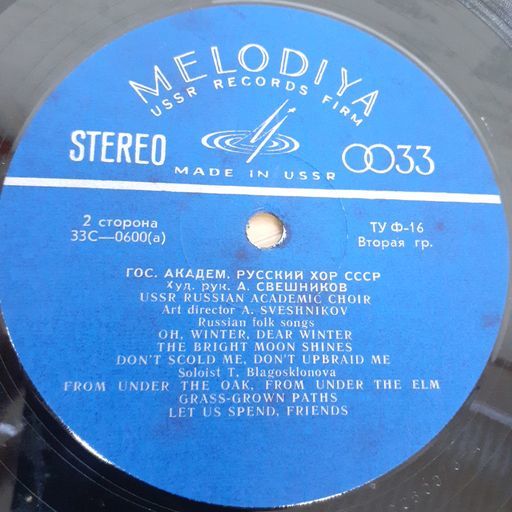 MELODIYA
USSR RECORDS FIRM
STEREO
33
MADE IN USSR
2 сторона
33С—0600(а)
ТУ Ф-16
Вторая гр.
ГОС. АКАДЕМ. РУССКИЙ ХОР СССР
Худ. рук. А. СВЕШНИКОВ
USSR RUSSIAN ACADEMIC CHOIR
Art director A. SVESHNIKOV
Russian folk songs
OH, WINTER, DEAR WINTER
THE BRIGHT MOON SHINES
DON'T SCOLD ME, DON'T UPBRAID ME
Soloist T, Blagosklonova
FROM UNDER THE OAK, FROM UNDER THE ELM
GRASS-GROWN PATHS
LET US SPEND, FRIENDS